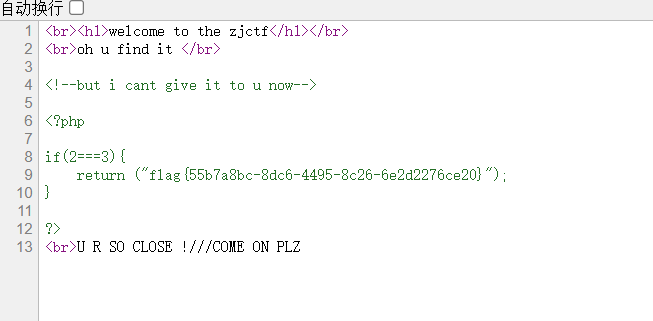 自动换行
1 <br><h1>welcome to the zjctf</h1></br>
2 <br>oh u find it </br>
3
4 <!--but i cant give it to u now-->
5
6 <?php
7
8 if(2===3){
9     return ("flag{55b7a8bc-8dc6-4495-8c26-6e2d2276ce20}");
10 }
11
12 ?>
13 <br>U R SO CLOSE !///COME ON PLZ